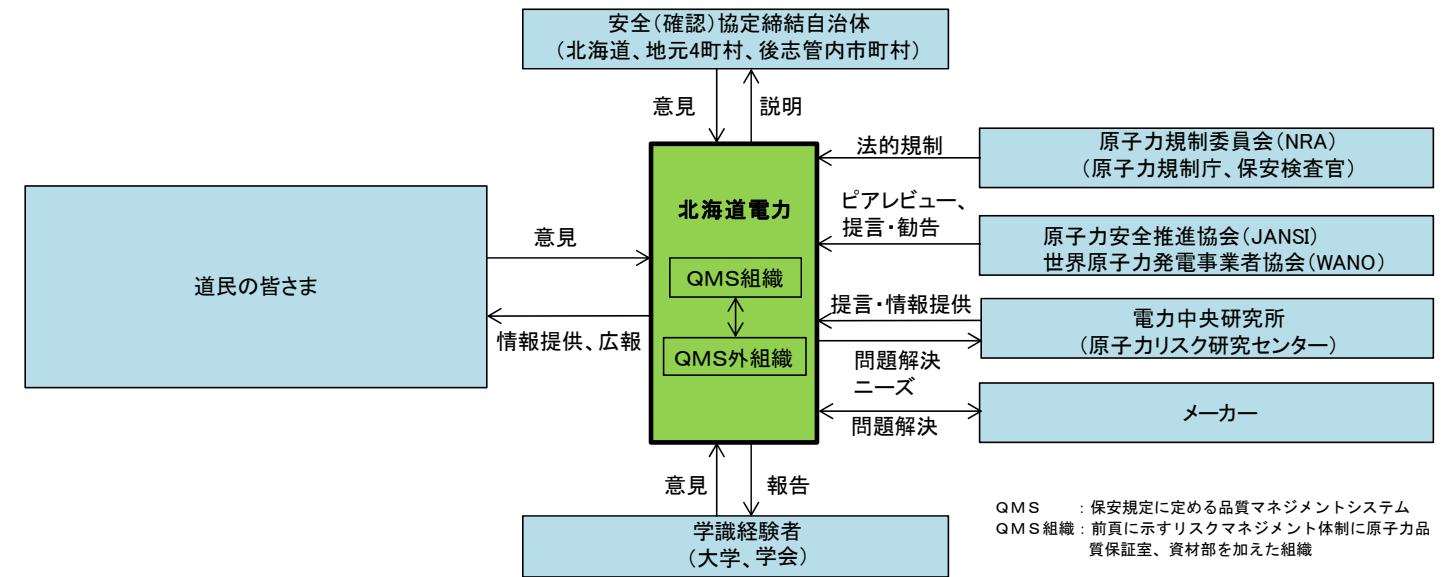 安全(確認)協定締結自治体
(北海道、地元4町村、後志管内市町村)
意見
説明
法的規制
原子力規制委員会(NRA)
(原子力規制庁、保安検査官)
北海道電力
ピアレビュー、
提言・勧告
原子力安全推進協会(JANSI)
世界原子力発電事業者協会(WANO)
道民の皆さま
意見
情報提供、広報
QMS組織
QMS外組織
提言・情報提供
電力中央研究所
(原子力リスク研究センター)
問題解決
ニーズ
問題解決
メーカー
意見
報告
学識経験者
(大学、学会)
QMS :保安規定に定める品質マネジメントシステム
QMS組織:前頁に示すリスクマネジメント体制に原子力品
質保証室、資材部を加えた組織